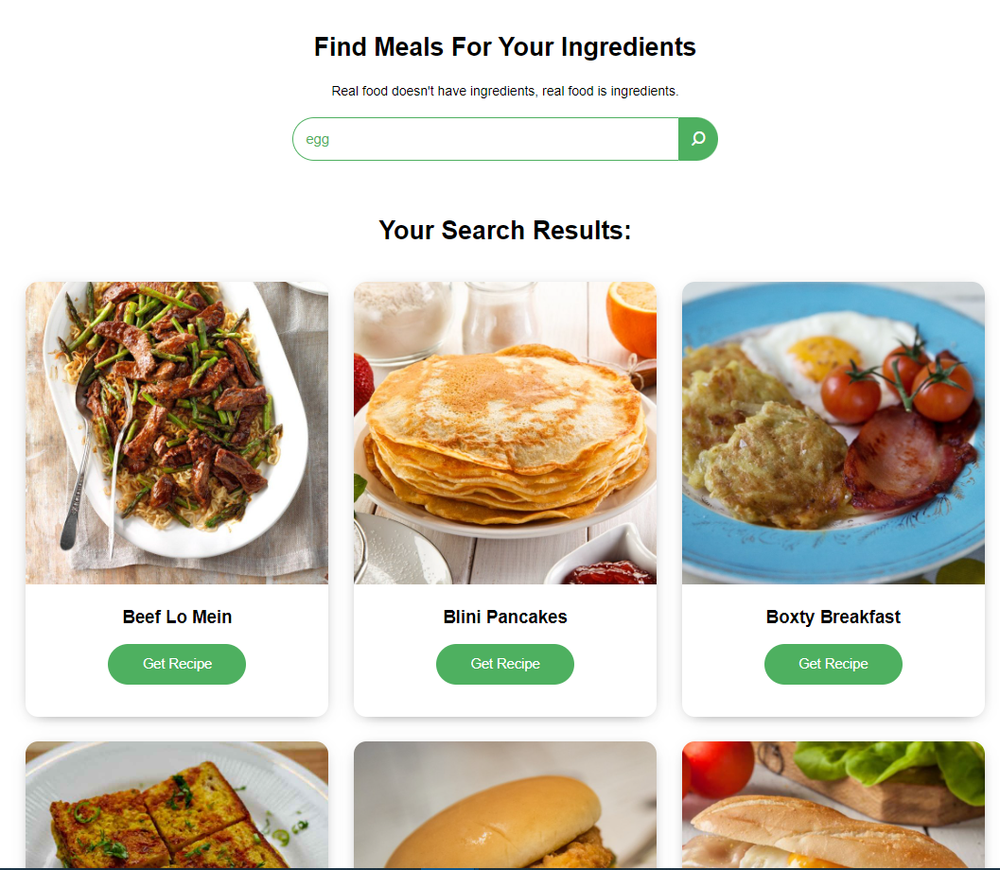 Find Meals For Your Ingredients
Real food doesn't have ingredients, real food is ingredients.
egg
Your Search Results:
Beef Lo Mein
Blini Pancakes
Boxty Breakfast
Get Recipe
Get Recipe
Get Recipe